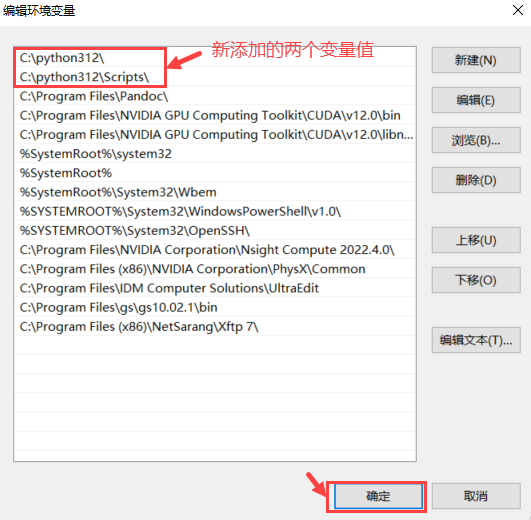 编辑环境变量
新添加的两个变量值
C:\python312\
C:\python312\Scripts\
C:\Program Files\Pandoc\
C:\Program Files\NVIDIA GPU Computing Toolkit\CUDA\v12.0\bin
C:\Program Files\NVIDIA GPU Computing Toolkit\CUDA\v12.0\libn...
%SystemRoot%\system32
%SystemRoot%
%SystemRoot%\System32\Wbem
%SYSTEMROOT%\System32\WindowsPowerShell\v1.0\
%SYSTEMROOT%\System32\OpenSSH\
C:\Program Files\NVIDIA Corporation\Nsight Compute 2022.4.0\
C:\Program Files (x86)\NVIDIA Corporation\PhysX\Common
C:\Program Files\IDM Computer Solutions\UltraEdit
C:\Program Files\gs\gs10.02.1\bin
C:\Program Files (x86)\NetSarang\Xftp 7\
新建(N)
编辑(E)
浏览(B)...
删除(D)
上移(U)
下移(O)
编辑文本(T)...
确定
取消